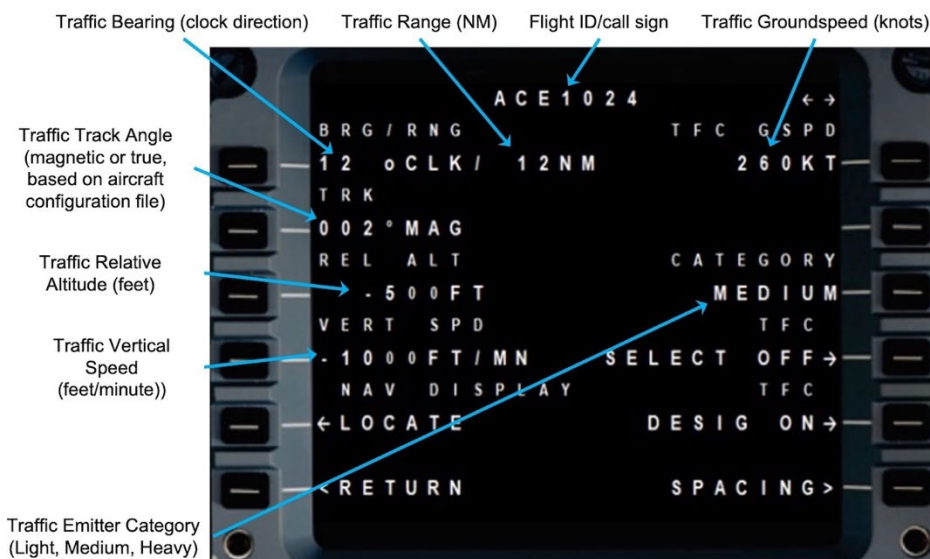 Traffic Bearing (clock direction)
Traffic Range (NM)
Flight ID/call sign
Traffic Groundspeed (knots)
Traffic Track Angle
(magnetic or true,
based on aircraft
configuration file)
Traffic Relative
Altitude (feet)
Traffic Vertical
Speed
(feet/minute))
Traffic Emitter Category
(Light, Medium, Heavy)
ACE1024
← →
BRG/RNG TFC GSPD
12 oCLK/ 12NM 260KT
TRK
002°MAG
REL ALT CATEGORY
-500FT MEDIUM
VERT SPD TFC
-1000FT/MN SELECT OFF→
NAV DISPLAY TFC
←LOCATE DESIG ON→
<RETURN SPACING>